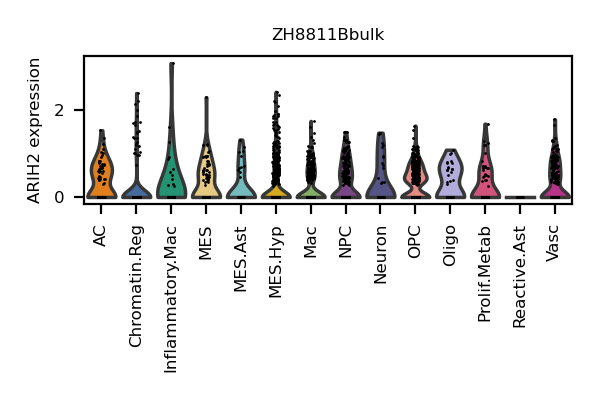 ZH8811Bbulk
ARIH2 expression
2
0
AC
Chromatin.Reg
Inflammatory.Mac
MES
MES.Ast
MES.Hyp
Mac
NPC
Neuron
OPC
Oligo
Prolif.Metab
Reactive.Ast
Vasc